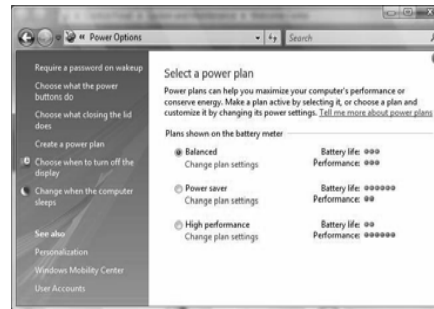 Power Options
Search
Require a password on wakeup
Choose what the power
buttons do
Choose what closing the lid
does
Create a power plan
Choose when to turn off the
display
Change when the computer
sleeps
See also
Personalization
Windows Mobility Center
User Accounts
Select a power plan
Power plans can help you maximize your computer's performance or
conserve energy. Make a plan active by selecting it, or choose a plan and
customize it by changing its power settings. Tell me more about power plans
Plans shown on the battery meter
Balanced
Battery life:
Change plan settings
Performance:
Power saver
Battery life:
Change plan settings
Performance:
High performance
Battery life:
Change plan settings
Performance: